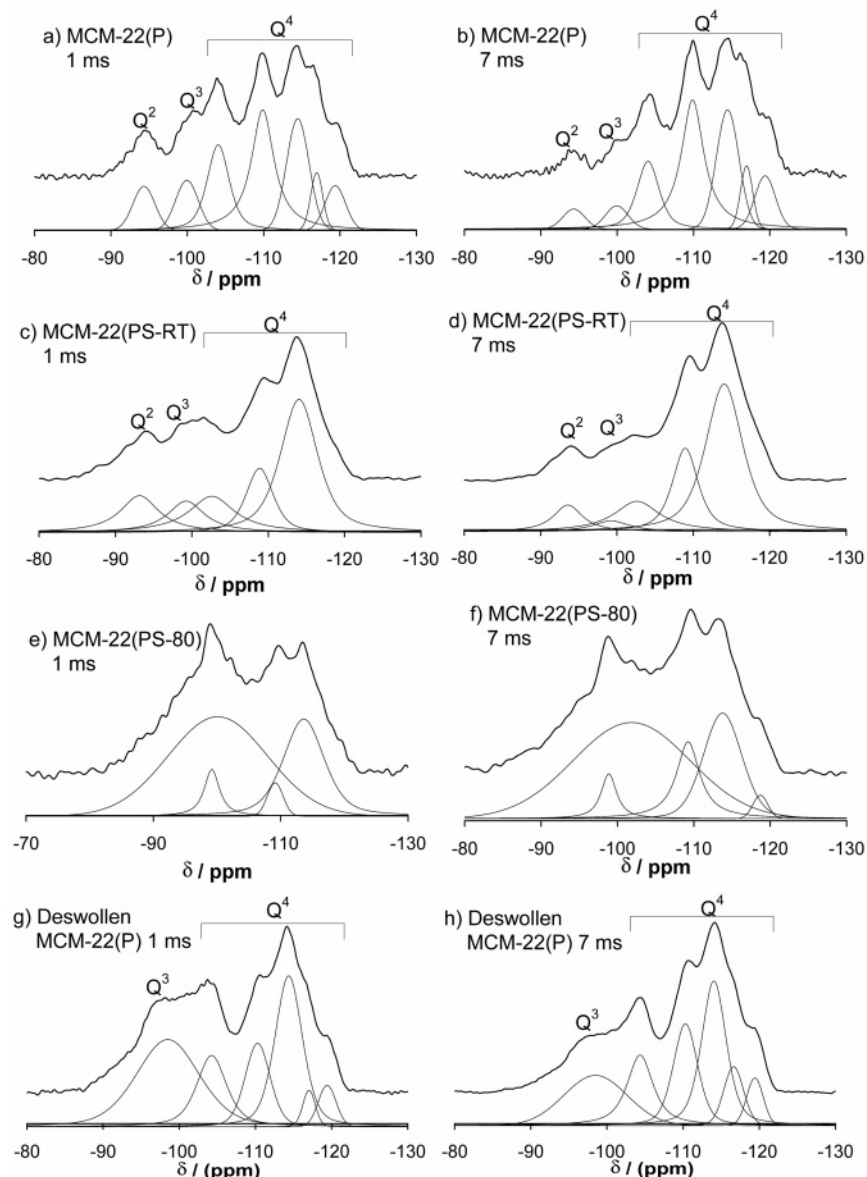 a) MCM-22(P)
1 ms
Q²
Q³
Q⁴
-80 -90 -100 -110 -120 -130
δ / ppm
b) MCM-22(P)
7 ms
Q²
Q³
Q⁴
-80 -90 -100 -110 -120 -130
δ / ppm
c) MCM-22(PS-RT)
1 ms
Q²
Q³
Q⁴
-80 -90 -100 -110 -120 -130
δ / ppm
d) MCM-22(PS-RT)
7 ms
Q²
Q³
Q⁴
-80 -90 -100 -110 -120 -130
δ / ppm
e) MCM-22(PS-80)
1 ms
-70 -90 -110 -130
δ / ppm
f) MCM-22(PS-80)
7 ms
-80 -90 -100 -110 -120 -130
δ / ppm
g) Deswollen
MCM-22(P) 1 ms
Q³
Q⁴
-80 -90 -100 -110 -120 -130
δ / (ppm)
h) Deswollen
MCM-22(P) 7 ms
Q³
Q⁴
-80 -90 -100 -110 -120 -130
δ / (ppm)